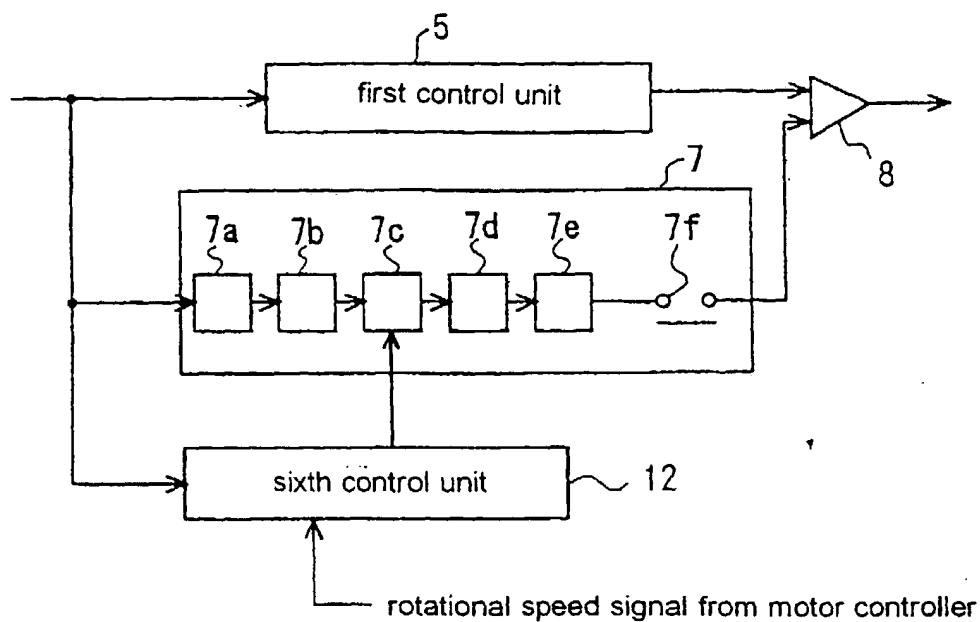 5
first control unit
8
7
7a 7b 7c 7d 7e 7f
sixth control unit
12
rotational speed signal from motor controller